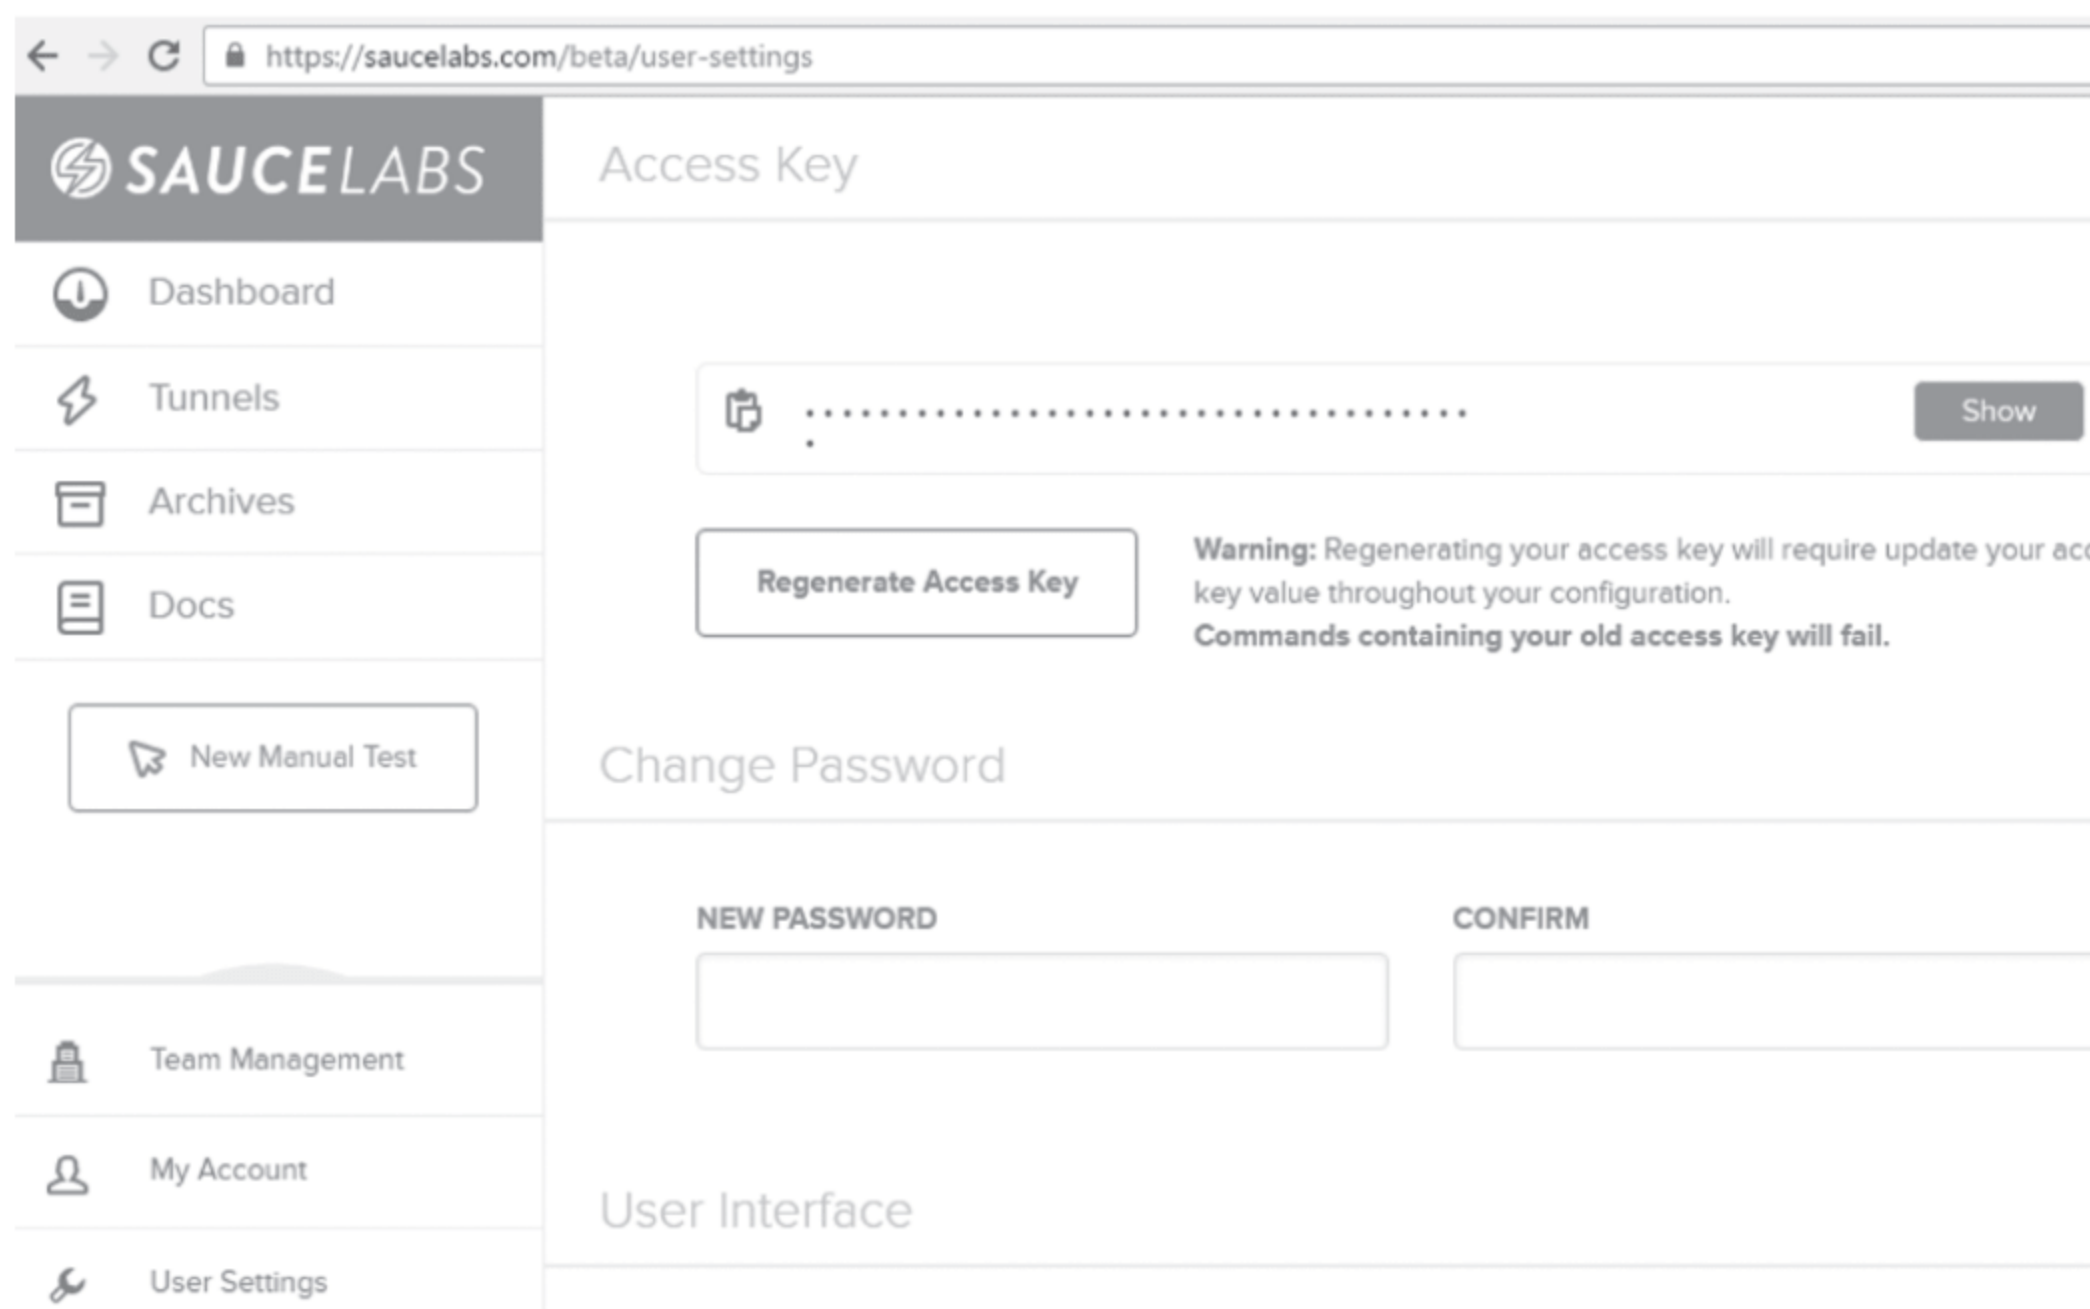 https://saucelabs.com/beta/user-settings
SAUCELABS
Dashboard
Tunnels
Archives
Docs
New Manual Test
Team Management
My Account
User Settings
Access Key
Show
Regenerate Access Key
Warning: Regenerating your access key will require update your acc
key value throughout your configuration.
Commands containing your old access key will fail.
Change Password
NEW PASSWORD
CONFIRM
User Interface